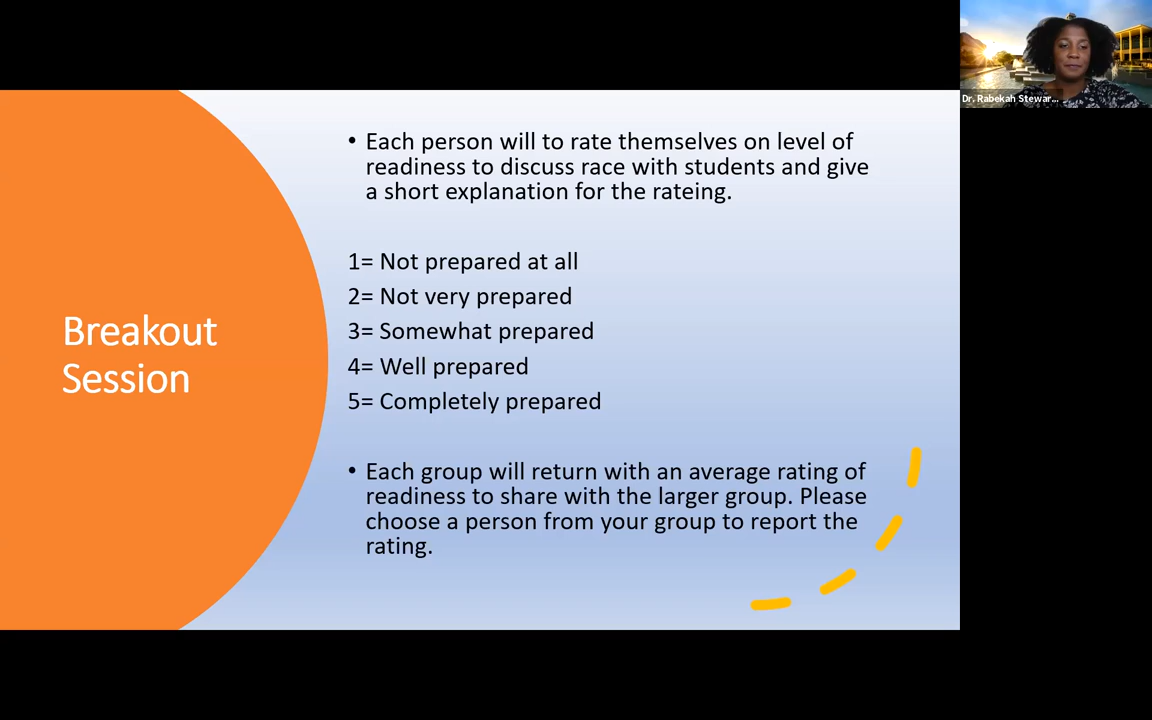 Dr. Rabekah Stewar...
Breakout
Session
• Each person will to rate themselves on level of
readiness to discuss race with students and give
a short explanation for the rateing.
1= Not prepared at all
2= Not very prepared
3= Somewhat prepared
4= Well prepared
5= Completely prepared
• Each group will return with an average rating of
readiness to share with the larger group. Please
choose a person from your group to report the
rating.